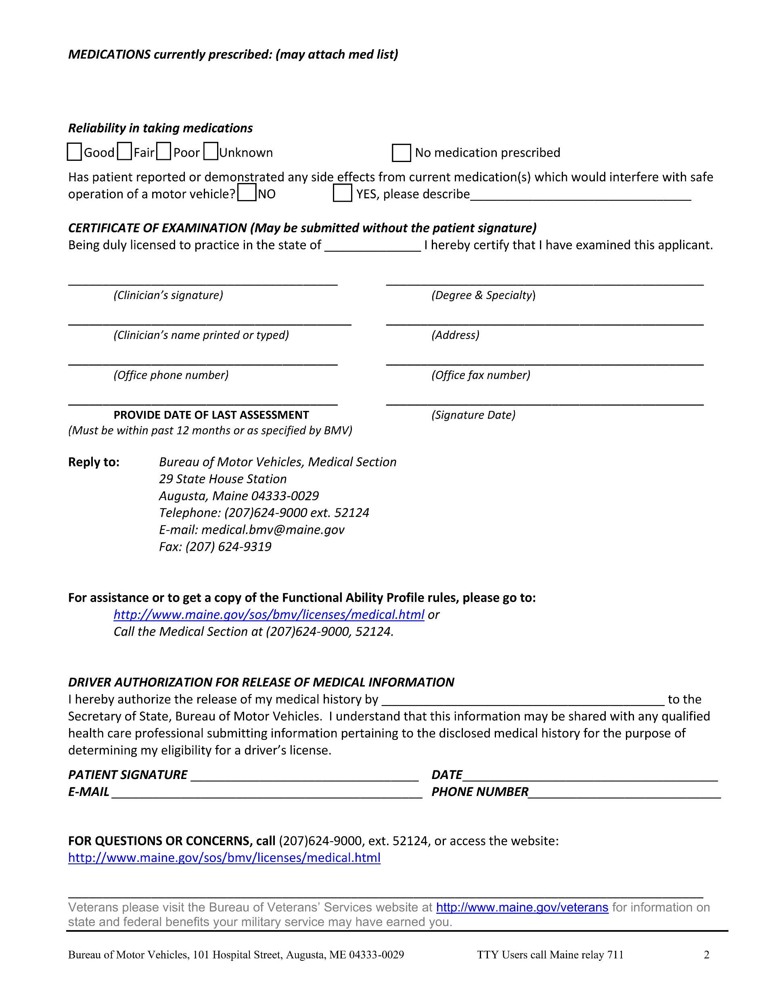 MEDICATIONS currently prescribed: (may attach med list)
Reliability in taking medications
Good Fair Poor Unknown No medication prescribed
Has patient reported or demonstrated any side effects from current medication(s) which would interfere with safe
operation of a motor vehicle? NO YES, please describe________________________________
CERTIFICATE OF EXAMINATION (May be submitted without the patient signature)
Being duly licensed to practice in the state of ______________ I hereby certify that I have examined this applicant.
(Clinician’s signature) (Degree & Specialty)
(Clinician’s name printed or typed) (Address)
(Office phone number) (Office fax number)
PROVIDE DATE OF LAST ASSESSMENT (Signature Date)
(Must be within past 12 months or as specified by BMV)
Reply to: Bureau of Motor Vehicles, Medical Section
29 State House Station
Augusta, Maine 04333-0029
Telephone: (207)624-9000 ext. 52124
E-mail: medical.bmv@maine.gov
Fax: (207) 624-9319
For assistance or to get a copy of the Functional Ability Profile rules, please go to:
http://www.maine.gov/sos/bmv/licenses/medical.html or
Call the Medical Section at (207)624-9000, 52124.
DRIVER AUTHORIZATION FOR RELEASE OF MEDICAL INFORMATION
I hereby authorize the release of my medical history by _________________________________________ to the
Secretary of State, Bureau of Motor Vehicles.  I understand that this information may be shared with any qualified
health care professional submitting information pertaining to the disclosed medical history for the purpose of
determining my eligibility for a driver’s license.
PATIENT SIGNATURE _________________________________ DATE_____________________________________
E-MAIL _____________________________________________ PHONE NUMBER____________________________
FOR QUESTIONS OR CONCERNS, call (207)624-9000, ext. 52124, or access the website:
http://www.maine.gov/sos/bmv/licenses/medical.html
Veterans please visit the Bureau of Veterans’ Services website at http://www.maine.gov/veterans for information on
state and federal benefits your military service may have earned you.
Bureau of Motor Vehicles, 101 Hospital Street, Augusta, ME 04333-0029 TTY Users call Maine relay 711 2